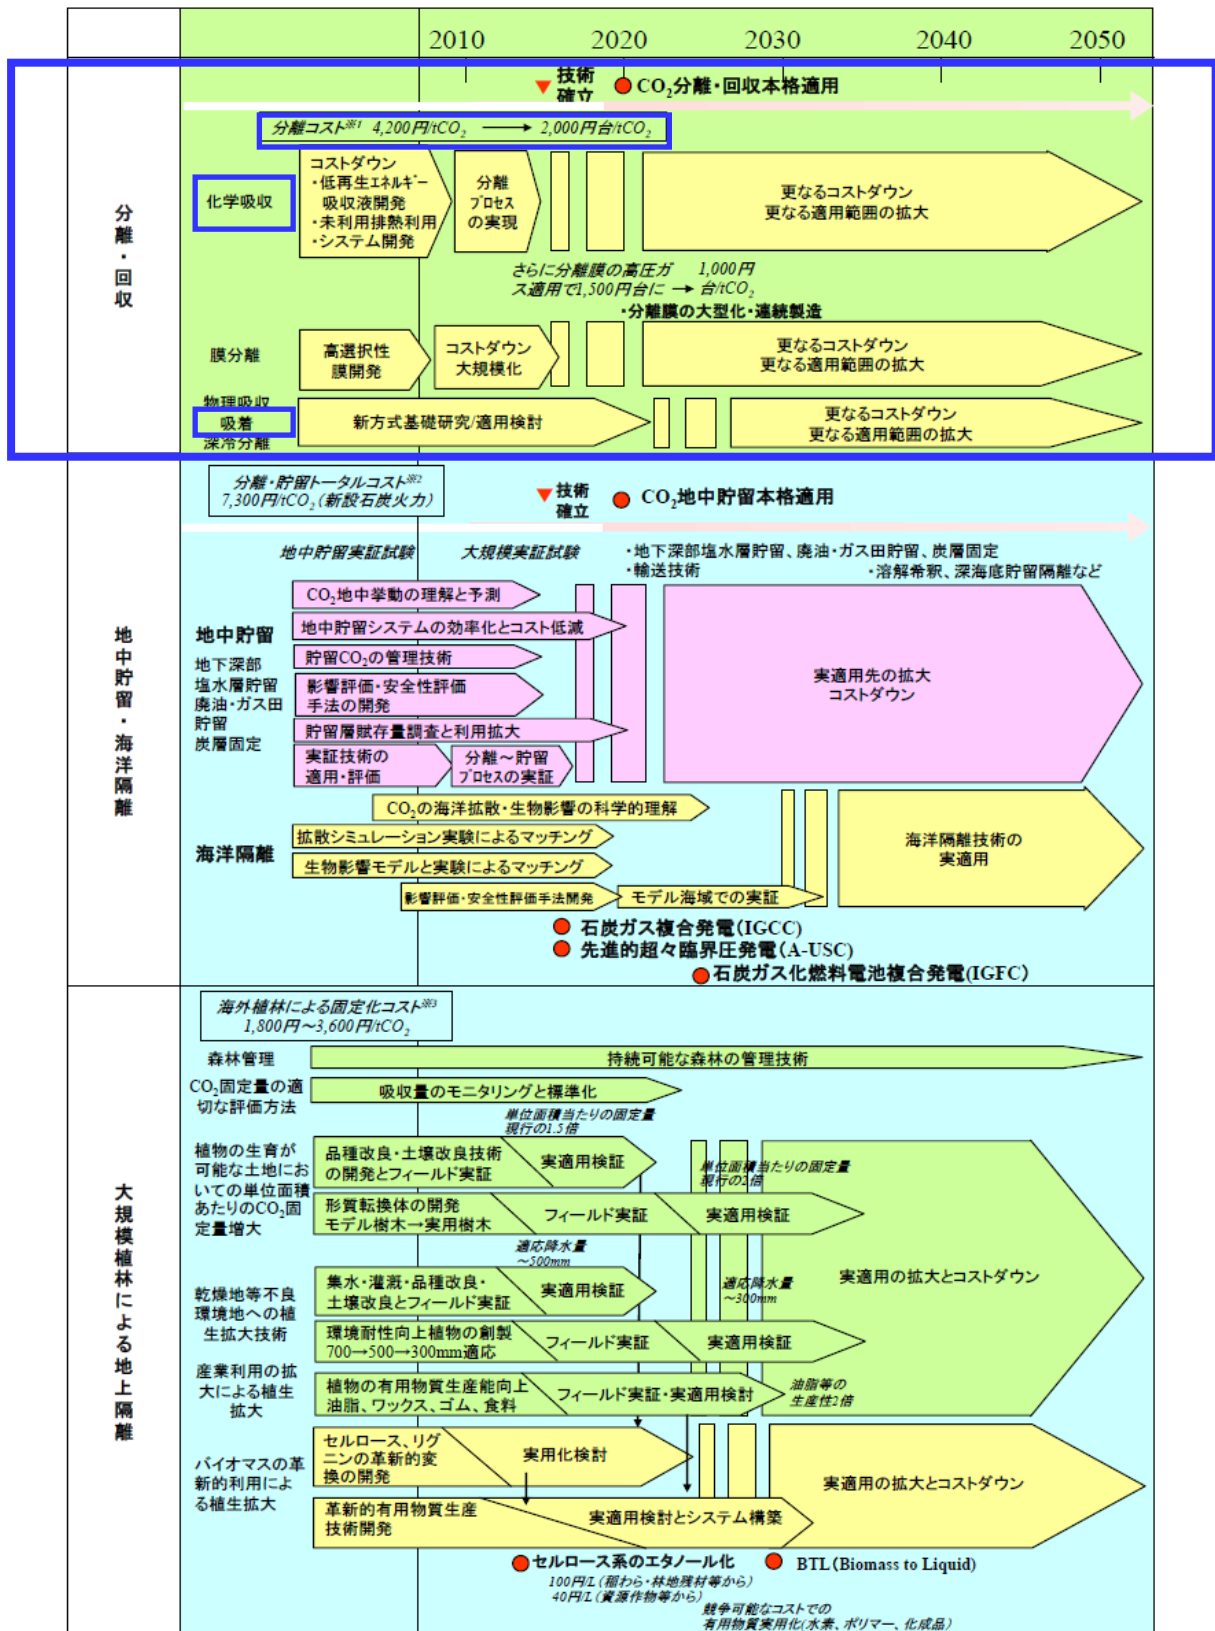 2010 2020 2030 2040 2050
分離・回収
▼技術確立
●CO₂分離・回収本格適用
分離コスト※1 4,200円/tCO₂ → 2,000円台/tCO₂
化学吸収
コストダウン
・低再生エネルギー
吸収液開発
・未利用排熱利用
・システム開発
分離
プロセス
の実現
更なるコストダウン
更なる適用範囲の拡大
さらに分離膜の高圧ガ 1,000円
ス適用で1,500円台に → 台/tCO₂
・分離膜の大型化・連続製造
膜分離
高選択性
膜開発
コストダウン
大規模化
更なるコストダウン
更なる適用範囲の拡大
物理吸収
吸着
深冷分離
新方式基礎研究/適用検討
更なるコストダウン
更なる適用範囲の拡大
地中貯留・海洋隔離
分離・貯留トータルコスト※2
7,300円/tCO₂(新設石炭火力)
▼技術
確立
●CO₂地中貯留本格適用
地中貯留実証試験
大規模実証試験
・地下深部塩水層貯留、廃油・ガス田貯留、炭層固定
・輸送技術
・溶解希釈、深海底貯留隔離など
地中貯留
地下深部
塩水層貯留
廃油・ガス田
貯留
炭層固定
CO₂地中挙動の理解と予測
地中貯留システムの効率化とコスト低減
貯留CO₂の管理技術
影響評価・安全性評価
手法の開発
貯留層賦存量調査と利用拡大
実証技術の
適用・評価
分離～貯留
プロセスの実証
実適用先の拡大
コストダウン
海洋隔離
CO₂の海洋拡散・生物影響の科学的理解
拡散シミュレーション実験によるマッチング
生物影響モデルと実験によるマッチング
影響評価・安全性評価手法開発
モデル海域での実証
海洋隔離技術の
実適用
●石炭ガス複合発電(IGCC)
●先進的超々臨界圧発電(A-USC)
●石炭ガス化燃料電池複合発電(IGFC)
大規模植林による地上隔離
海外植林による固定化コスト※3
1,800円～3,600円/tCO₂
森林管理
持続可能な森林の管理技術
CO₂固定量の適
切な評価方法
吸収量のモニタリングと標準化
単位面積当たりの固定量
現行の1.5倍
植物の生育が
可能な土地にお
いての単位面積
あたりのCO₂固
定量増大
品種改良・土壌改良技術
の開発とフィールド実証
実適用検証
単位面積当たりの固定量
現行の2倍
形質転換体の開発
モデル樹木→実用樹木
フィールド実証
実適用検証
適応降水量
～500mm
乾燥地等不良
環境地への植
生拡大技術
集水・灌漑・品種改良・
土壌改良とフィールド実証
実適用検証
適応降水量
～300mm
実適用の拡大とコストダウン
環境耐性向上植物の創製
700→500→300mm適応
フィールド実証
実適用検証
産業利用の拡
大による植生
拡大
植物の有用物質生産能向上
油脂、ワックス、ゴム、食料
フィールド実証・実適用検討
油脂等の
生産性2倍
バイオマスの革
新的利用によ
る植生拡大
セルロース、リグ
ニンの革新的変
換の開発
実用化検討
実適用の拡大とコストダウン
革新的有用物質生産
技術開発
実適用検討とシステム構築
●セルロース系のエタノール化
100円/L(稲わら・林地残材等から)
40円/L(資源作物等から)
● BTL(Biomass to Liquid)
競争可能なコストでの
有用物質実用化(水素、ポリマー、化成品)